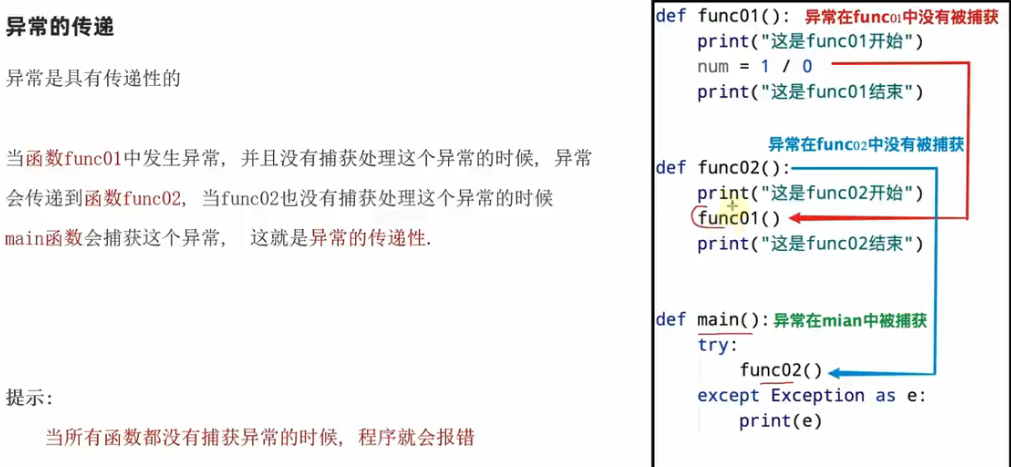 异常的传递
异常是具有传递性的
当函数func01中发生异常, 并且没有捕获处理这个异常的时候, 异常
会传递到函数func02, 当func02也没有捕获处理这个异常的时候
main函数会捕获这个异常, 这就是异常的传递性.
提示:
当所有函数都没有捕获异常的时候, 程序就会报错
def func01(): 异常在func01中没有被捕获
print("这是func01开始")
num = 1 / 0
print("这是func01结束")
异常在func02中没有被捕获
def func02():
print("这是func02开始")
func01()
print("这是func02结束")
def main(): 异常在mian中被捕获
try:
func02()
except Exception as e:
print(e)